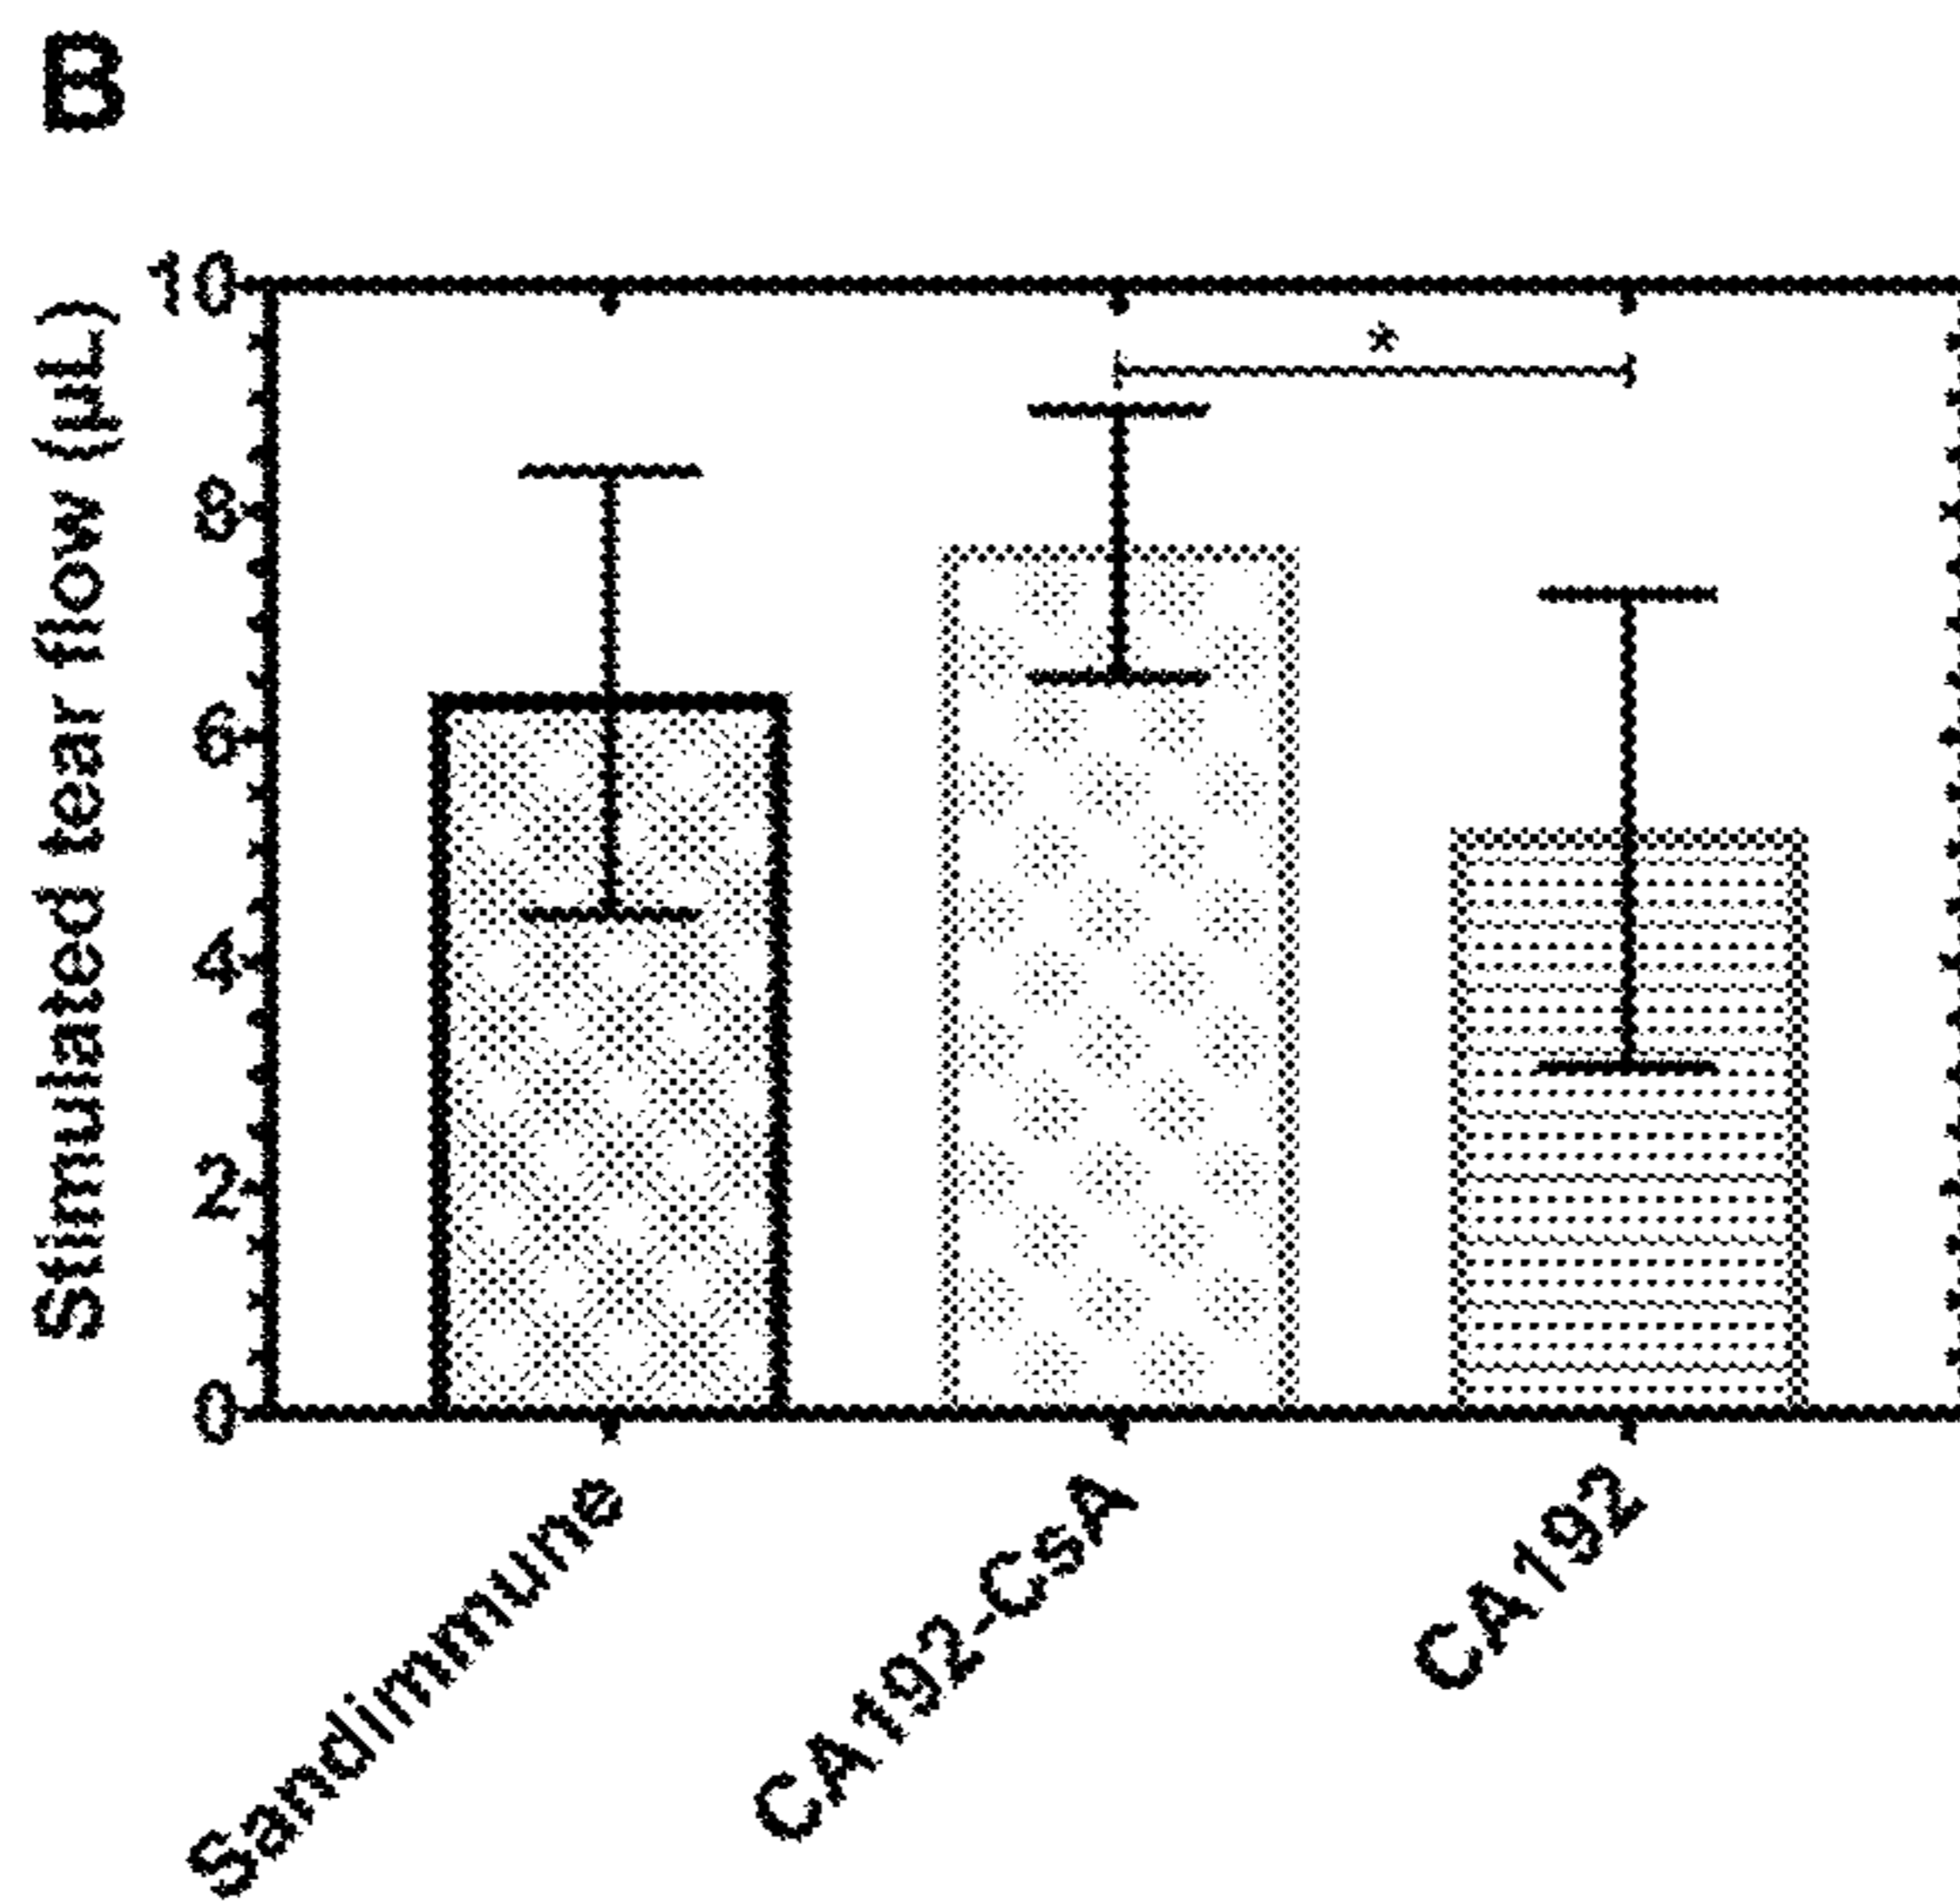 B
Stimulated tear flow (μL)
10
8
6
4
2
0
*
Sandimmune
CA192-CsA
CA192